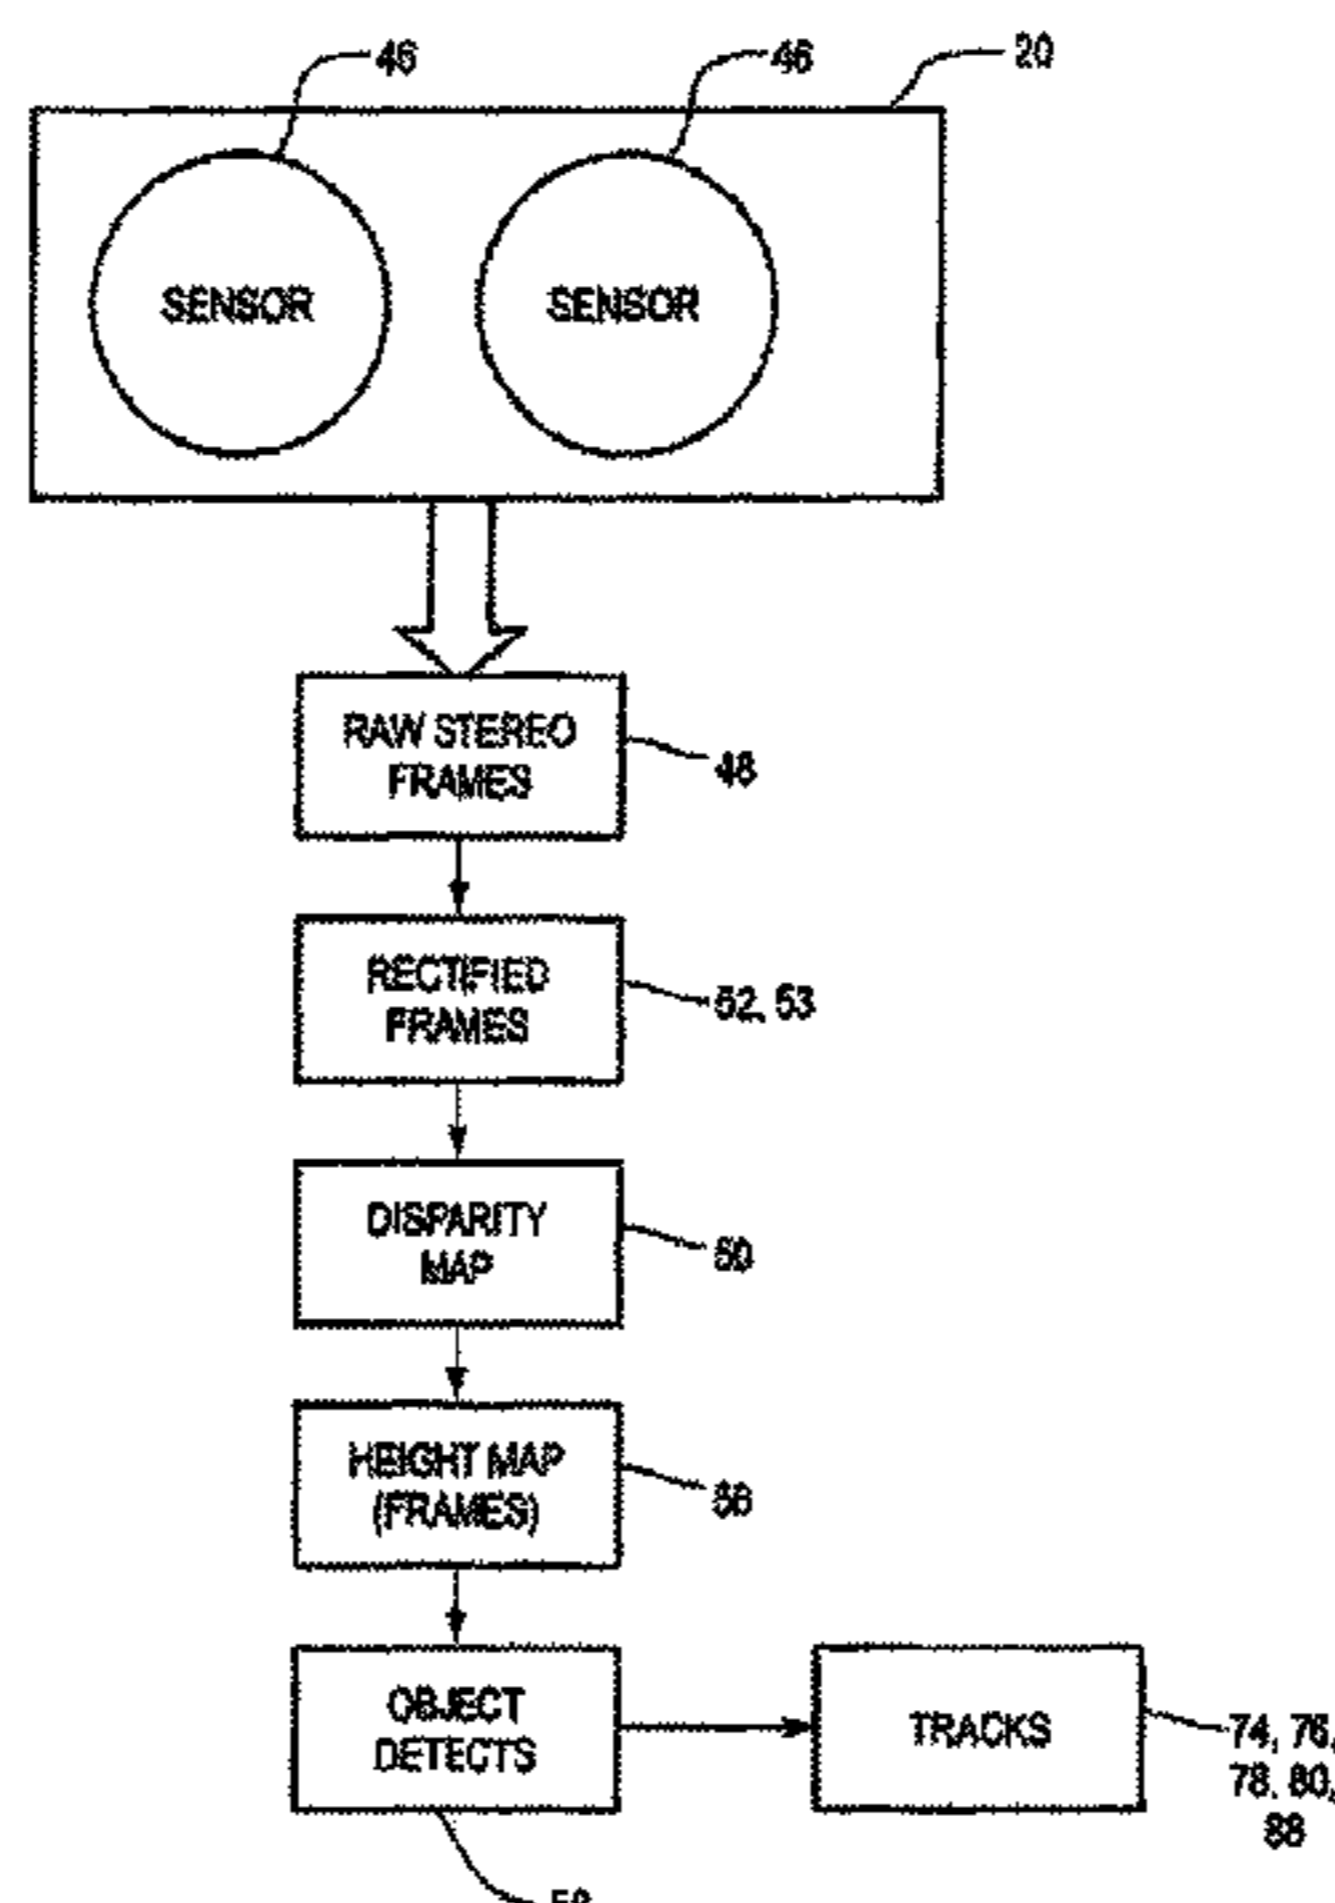 46
46
20
SENSOR
SENSOR
RAW STEREO
FRAMES
48
RECTIFIED
FRAMES
52, 53
DISPARITY
MAP
50
HEIGHT MAP
(FRAMES)
56
OBJECT
DETECTS
TRACKS
74, 76,
78, 80,
88